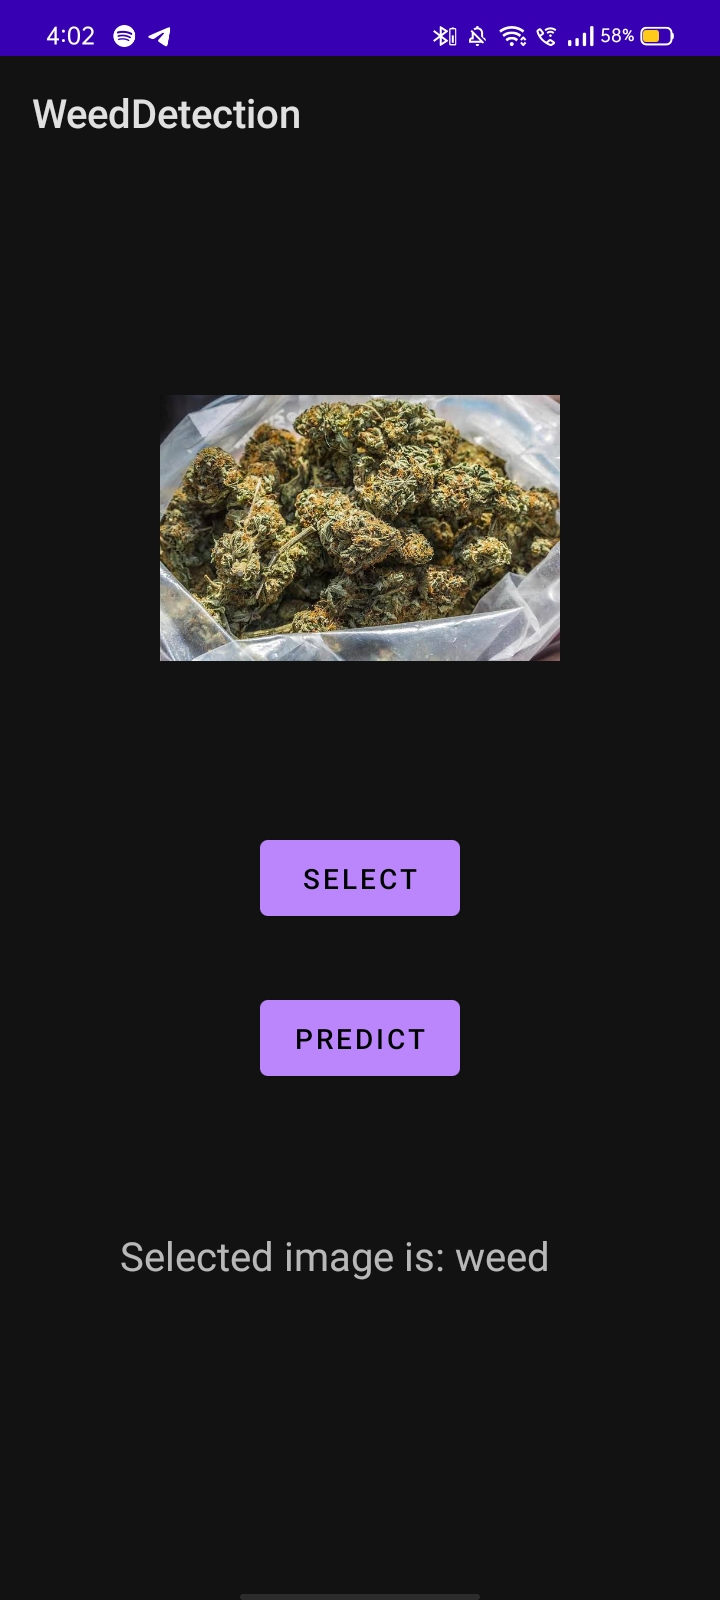 4:02 58%
WeedDetection
SELECT
PREDICT
Selected image is: weed